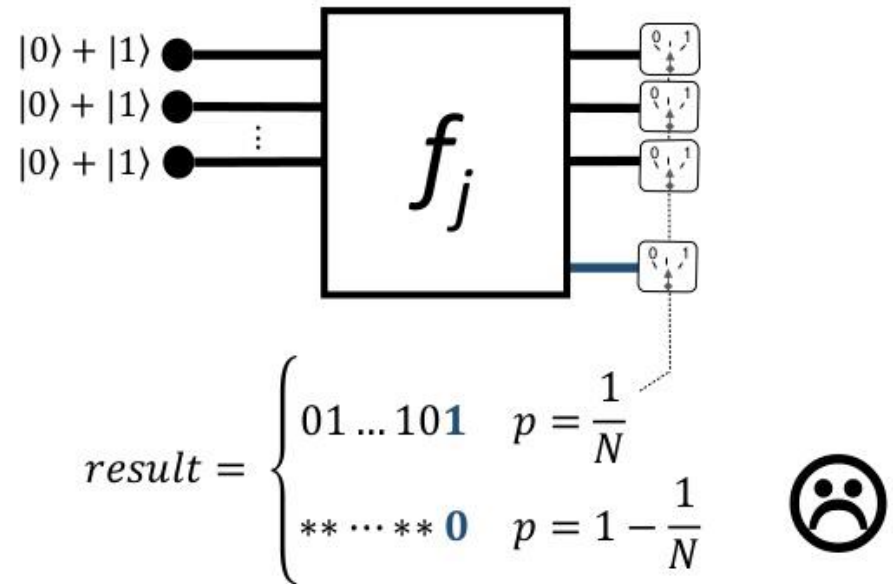 |0⟩ + |1⟩
0 1
|0⟩ + |1⟩
0 1
⋮
|0⟩ + |1⟩
0 1
f_j
0 1
01 … 101 p = 1/N
result = {
** ⋯ ** 0 p = 1 − 1/N